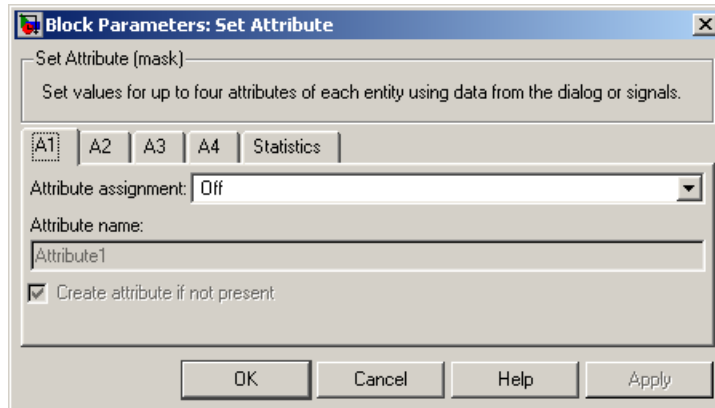 Block Parameters: Set Attribute
Set Attribute (mask)
Set values for up to four attributes of each entity using data from the dialog or signals.
A1 A2 A3 A4 Statistics
Attribute assignment: Off
Attribute name:
Attribute1
Create attribute if not present
OK Cancel Help Apply